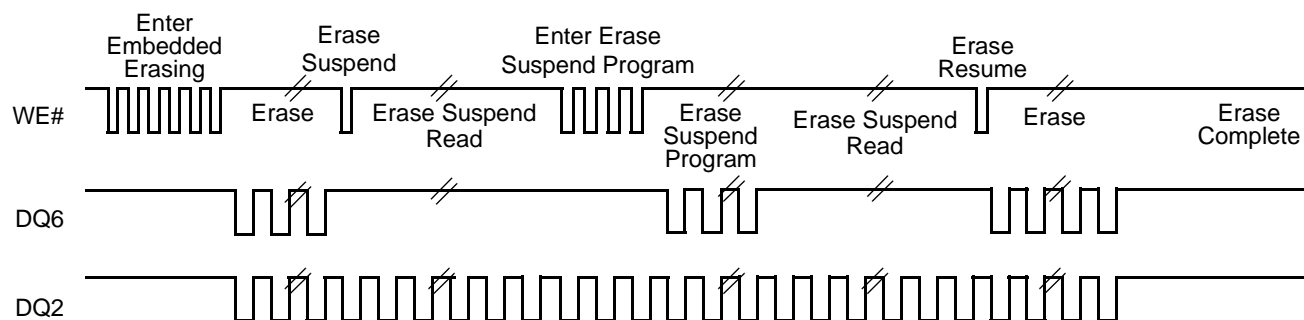 Enter
Embedded
Erasing
Erase
Suspend
Enter Erase
Suspend Program
Erase
Resume
WE#
Erase
Erase Suspend
Read
Erase
Suspend
Program
Erase Suspend
Read
Erase
Erase
Complete
DQ6
DQ2